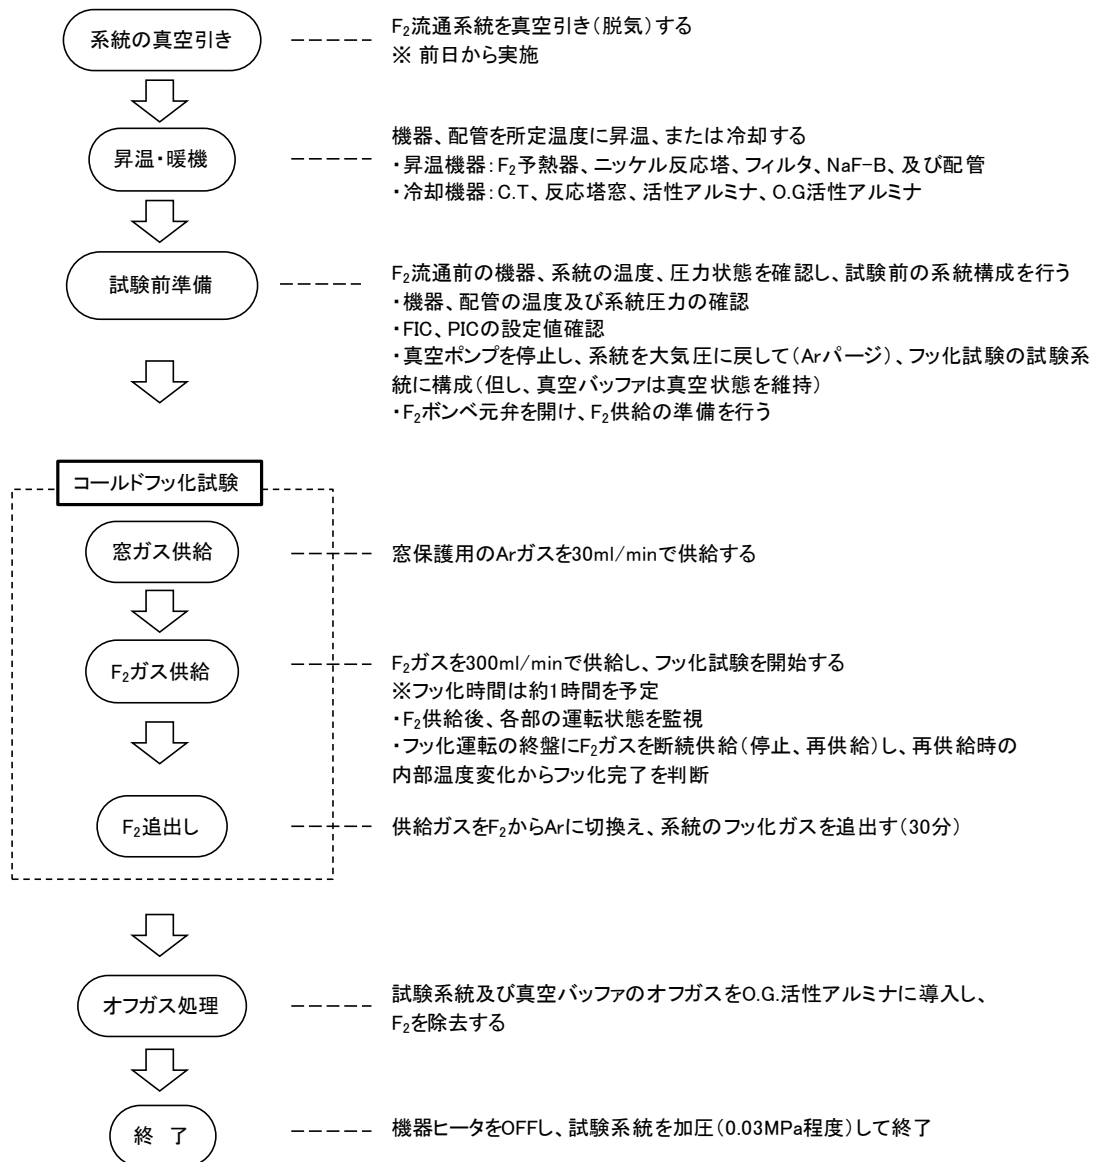 系統の真空引き
F₂流通系統を真空引き（脱気）する
※ 前日から実施
昇温・暖機
機器、配管を所定温度に昇温、または冷却する
・昇温機器：F₂予熱器、ニッケル反応塔、フィルタ、NaF-B、及び配管
・冷却機器：C.T、反応塔窓、活性アルミナ、O.G活性アルミナ
試験前準備
F₂流通前の機器、系統の温度、圧力状態を確認し、試験前の系統構成を行う
・機器、配管の温度及び系統圧力の確認
・FIC、PICの設定値確認
・真空ポンプを停止し、系統を大気圧に戻して（Arパージ）、フッ化試験の試験系
統に構成（但し、真空バッファは真空状態を維持）
・F₂ボンベ元弁を開け、F₂供給の準備を行う
コールドフッ化試験
窓ガス供給
窓保護用のArガスを30ml/minで供給する
F₂ガス供給
F₂ガスを300ml/minで供給し、フッ化試験を開始する
※フッ化時間は約1時間を予定
・F₂供給後、各部の運転状態を監視
・フッ化運転の終盤にF₂ガスを断続供給（停止、再供給）し、再供給時の
内部温度変化からフッ化完了を判断
F₂追出し
供給ガスをF₂からArに切換え、系統のフッ化ガスを追出す（30分）
オフガス処理
試験系統及び真空バッファのオフガスをO.G.活性アルミナに導入し、
F₂を除去する
終　了
機器ヒータをOFFし、試験系統を加圧（0.03MPa程度）して終了